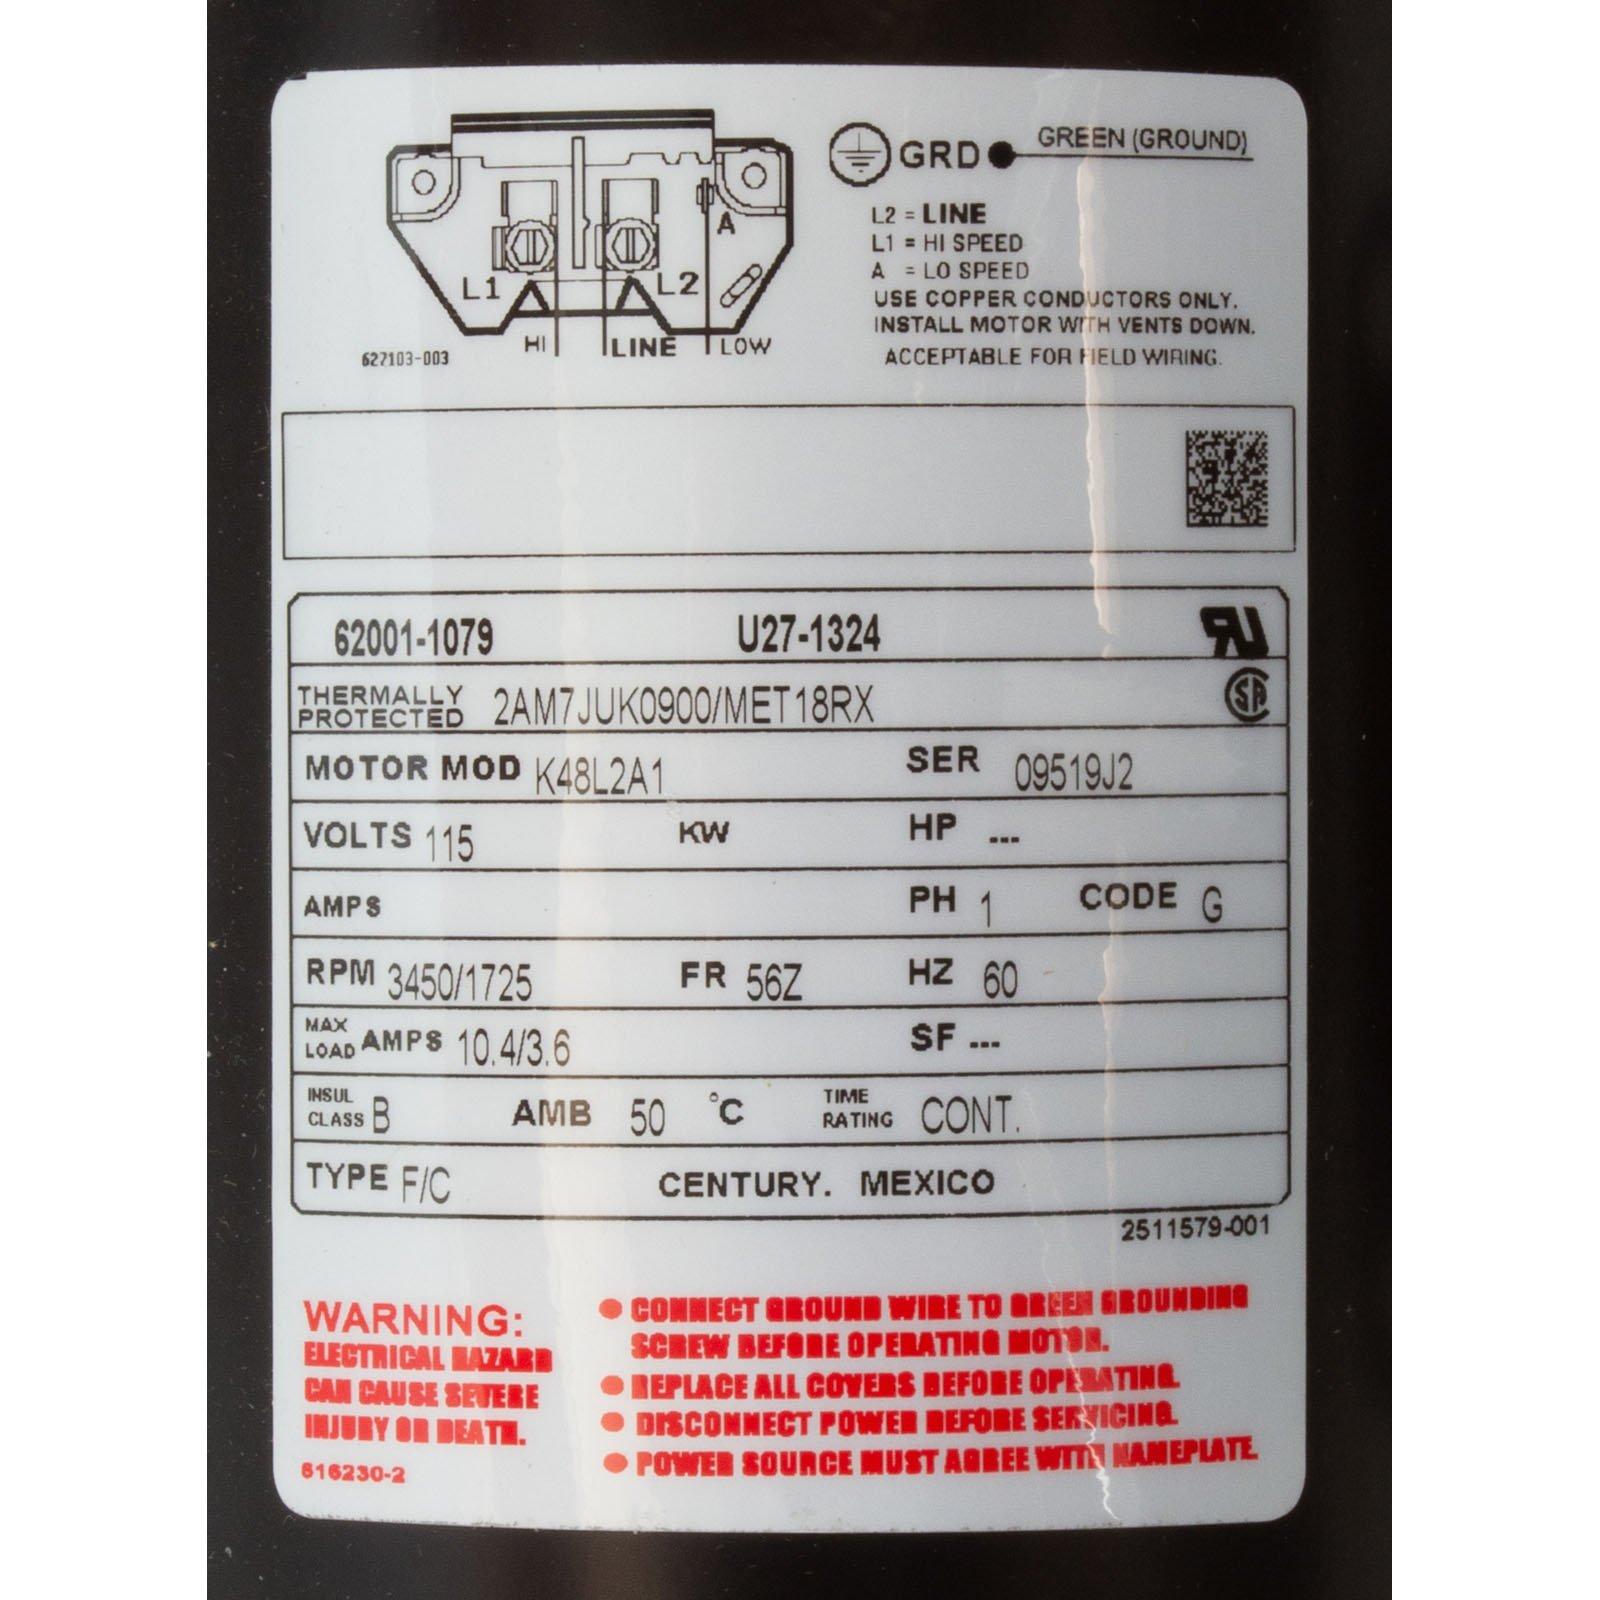 GRD GREEN (GROUND)
L2 = LINE
L1 = HI SPEED
A = LO SPEED
USE COPPER CONDUCTORS ONLY.
INSTALL MOTOR WITH VENTS DOWN.
ACCEPTABLE FOR FIELD WIRING.
A
L1 L2
HI LINE LOW
627103-003
62001-1079 U27-1324
THERMALLY
PROTECTED 2AM7JUK0900/MET18RX
MOTOR MOD K48L2A1 SER 09519J2
VOLTS 115 KW HP ---
AMPS PH 1 CODE G
RPM 3450/1725 FR 56Z HZ 60
MAX
LOAD AMPS 10.4/3.6 SF ---
INSUL
CLASS B AMB 50 °C TIME
RATING CONT.
TYPE F/C CENTURY. MEXICO
2511579-001
WARNING:
ELECTRICAL HAZARD
CAN CAUSE SEVERE
INJURY OR DEATH.
616230-2
• CONNECT GROUND WIRE TO GREEN GROUNDING
SCREW BEFORE OPERATING MOTOR.
• REPLACE ALL COVERS BEFORE OPERATING.
• DISCONNECT POWER BEFORE SERVICING.
• POWER SOURCE MUST AGREE WITH NAMEPLATE.